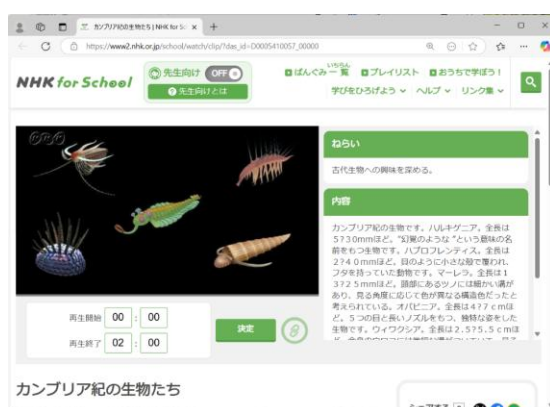 カンブリア紀の生物たち | NHK for Sc
https://www2.nhk.or.jp/school/watch/clip/?das_id=D0005410057_00000
NHK for School
先生向け OFF
先生向けとは
いちらん
ばんぐみ一覧 プレイリスト おうちで学ぼう！
学びをひろげよう ヘルプ リンク集
ねらい
古代生物への興味を深める。
内容
カンブリア紀の生物です。ハルキゲニア。全長は
5?30mmほど。“幻覚のような”という意味の名
前をもつ生物です。ハプロフレンティス。全長は
2?40mmほど。貝のように小さな殻で覆われ、
フタを持っていた動物です。マーレラ。全長は1
3?25mmほど。頭部にあるツノには細かい溝が
あり、見る角度に応じて色が異なる構造色だったと
考えられている。オパビニア。全長は4?7cmほ
ど。5つの目と長いノズルをもつ、独特な姿をした
生物です。ウィワクシア。全長は2.5?5.5cmほ
再生開始 00 : 00
再生終了 02 : 00
決定
カンブリア紀の生物たち
シェアする